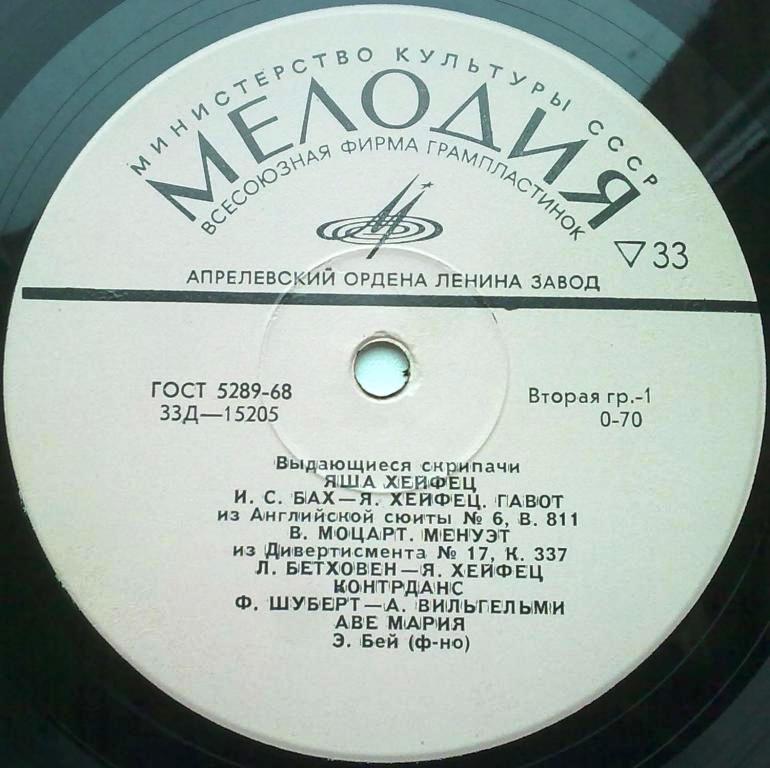 МИНИСТЕРСТВО КУЛЬТУРЫ СССР
МЕЛОДИЯ
ВСЕСОЮЗНАЯ ФИРМА ГРАМПЛАСТИНОК
▽ 33
АПРЕЛЕВСКИЙ ОРДЕНА ЛЕНИНА ЗАВОД
ГОСТ 5289-68
33Д—15205
Вторая гр.-1
0-70
Выдающиеся скрипачи
ЯША ХЕЙФЕЦ
И. С. БАХ—Я. ХЕЙФЕЦ. ГАВОТ
из Английской сюиты № 6, В. 811
В. МОЦАРТ. МЕНУЭТ
из Дивертисмента № 17, К. 337
Л. БЕТХОВЕН—Я. ХЕЙФЕЦ
КОНТРДАНС
Ф. ШУБЕРТ—А. ВИЛЬГЕЛЬМИ
АВЕ МАРИЯ
Э. Бей (ф-но)